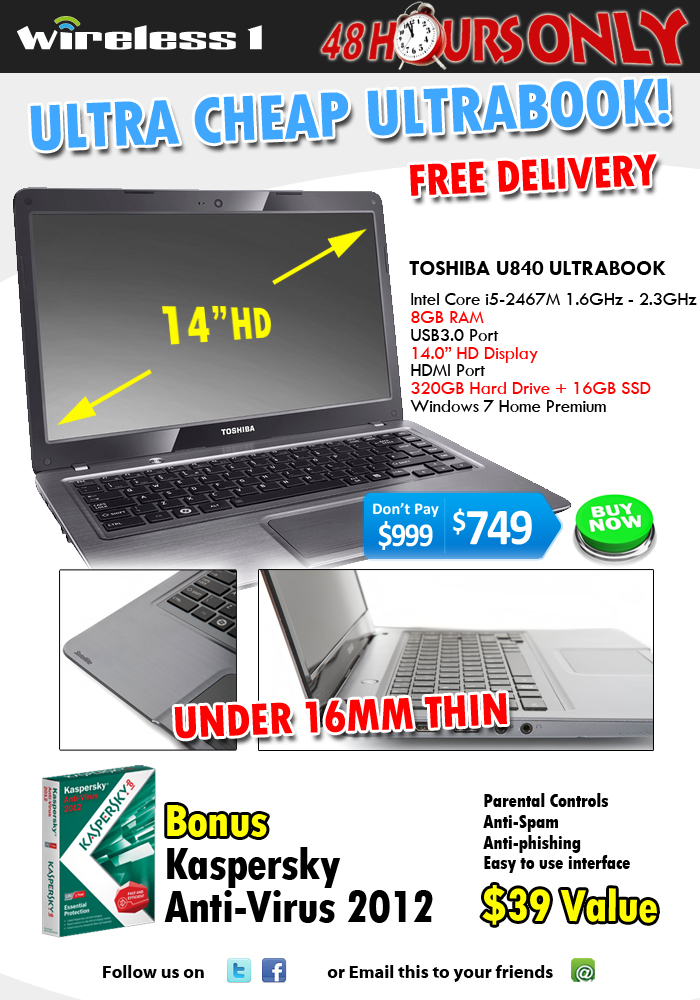 wireless 1
48 HOURS ONLY
ULTRA CHEAP ULTRABOOK!
FREE DELIVERY
14" HD
TOSHIBA
TOSHIBA U840 ULTRABOOK
Intel Core i5-2467M 1.6GHz - 2.3GHz
8GB RAM
USB3.0 Port
14.0" HD Display
HDMI Port
320GB Hard Drive + 16GB SSD
Windows 7 Home Premium
Don't Pay
$999
$749
BUY
NOW
Satellite
UNDER 16MM THIN
Kaspersky
Anti-Virus
2012
KASPERSKY
Essential
Protection
Bonus
Kaspersky
Anti-Virus 2012
Parental Controls
Anti-Spam
Anti-phishing
Easy to use interface
$39 Value
Follow us on
or Email this to your friends